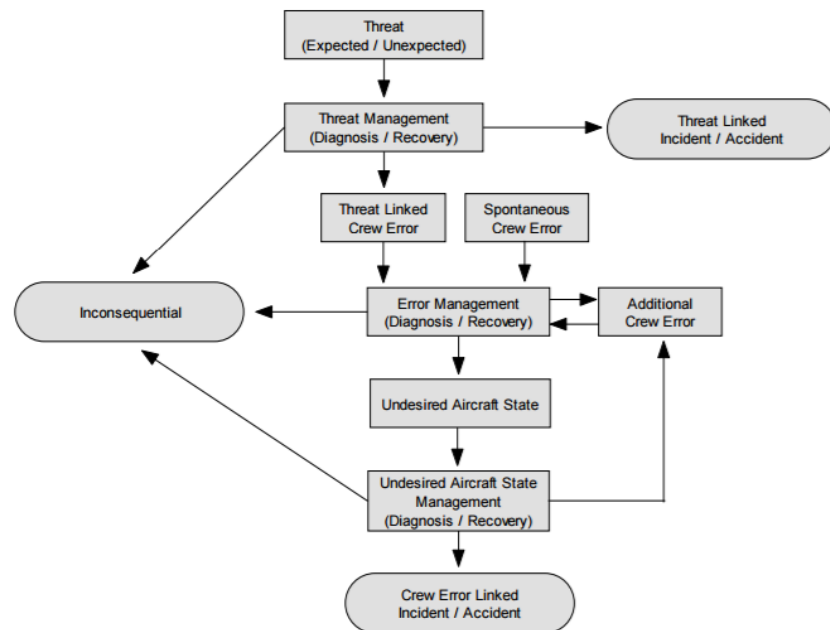 Threat
(Expected / Unexpected)
Threat Management
(Diagnosis / Recovery)
Threat Linked
Incident / Accident
Threat Linked
Crew Error
Spontaneous
Crew Error
Inconsequential
Error Management
(Diagnosis / Recovery)
Additional
Crew Error
Undesired Aircraft State
Undesired Aircraft State
Management
(Diagnosis / Recovery)
Crew Error Linked
Incident / Accident